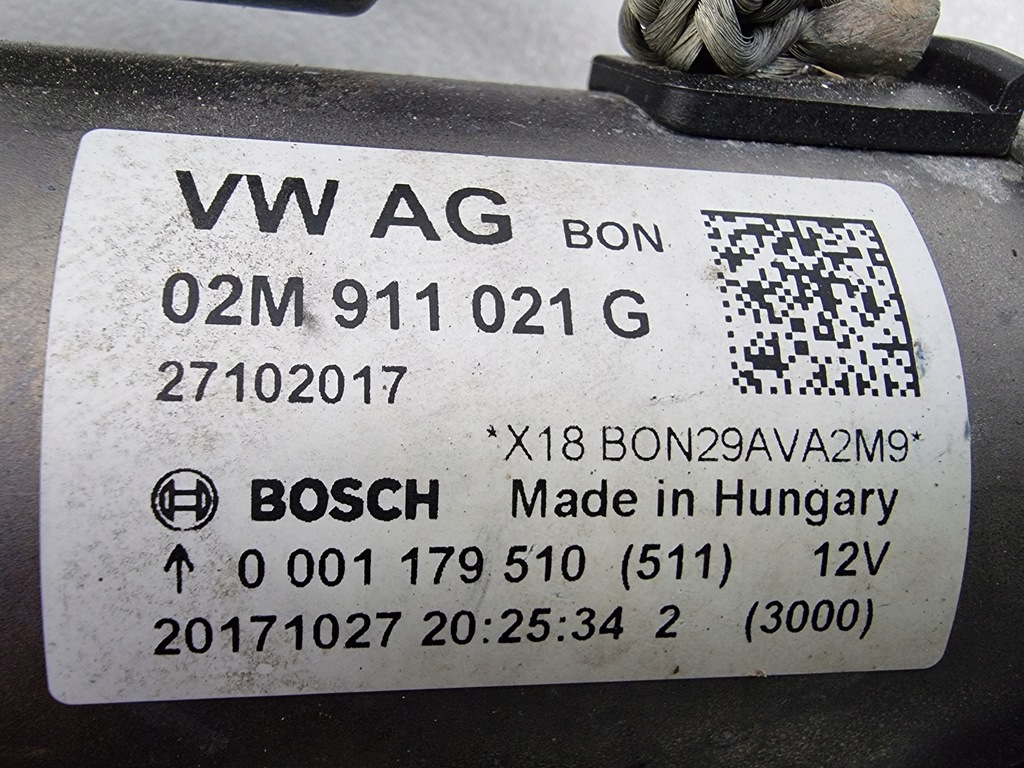 VW AG BON
02M 911 021 G
27102017
*X18 BON29AVA2M9*
BOSCH Made in Hungary
↑ 0 001 179 510 (511) 12V
20171027 20:25:34 2 (3000)